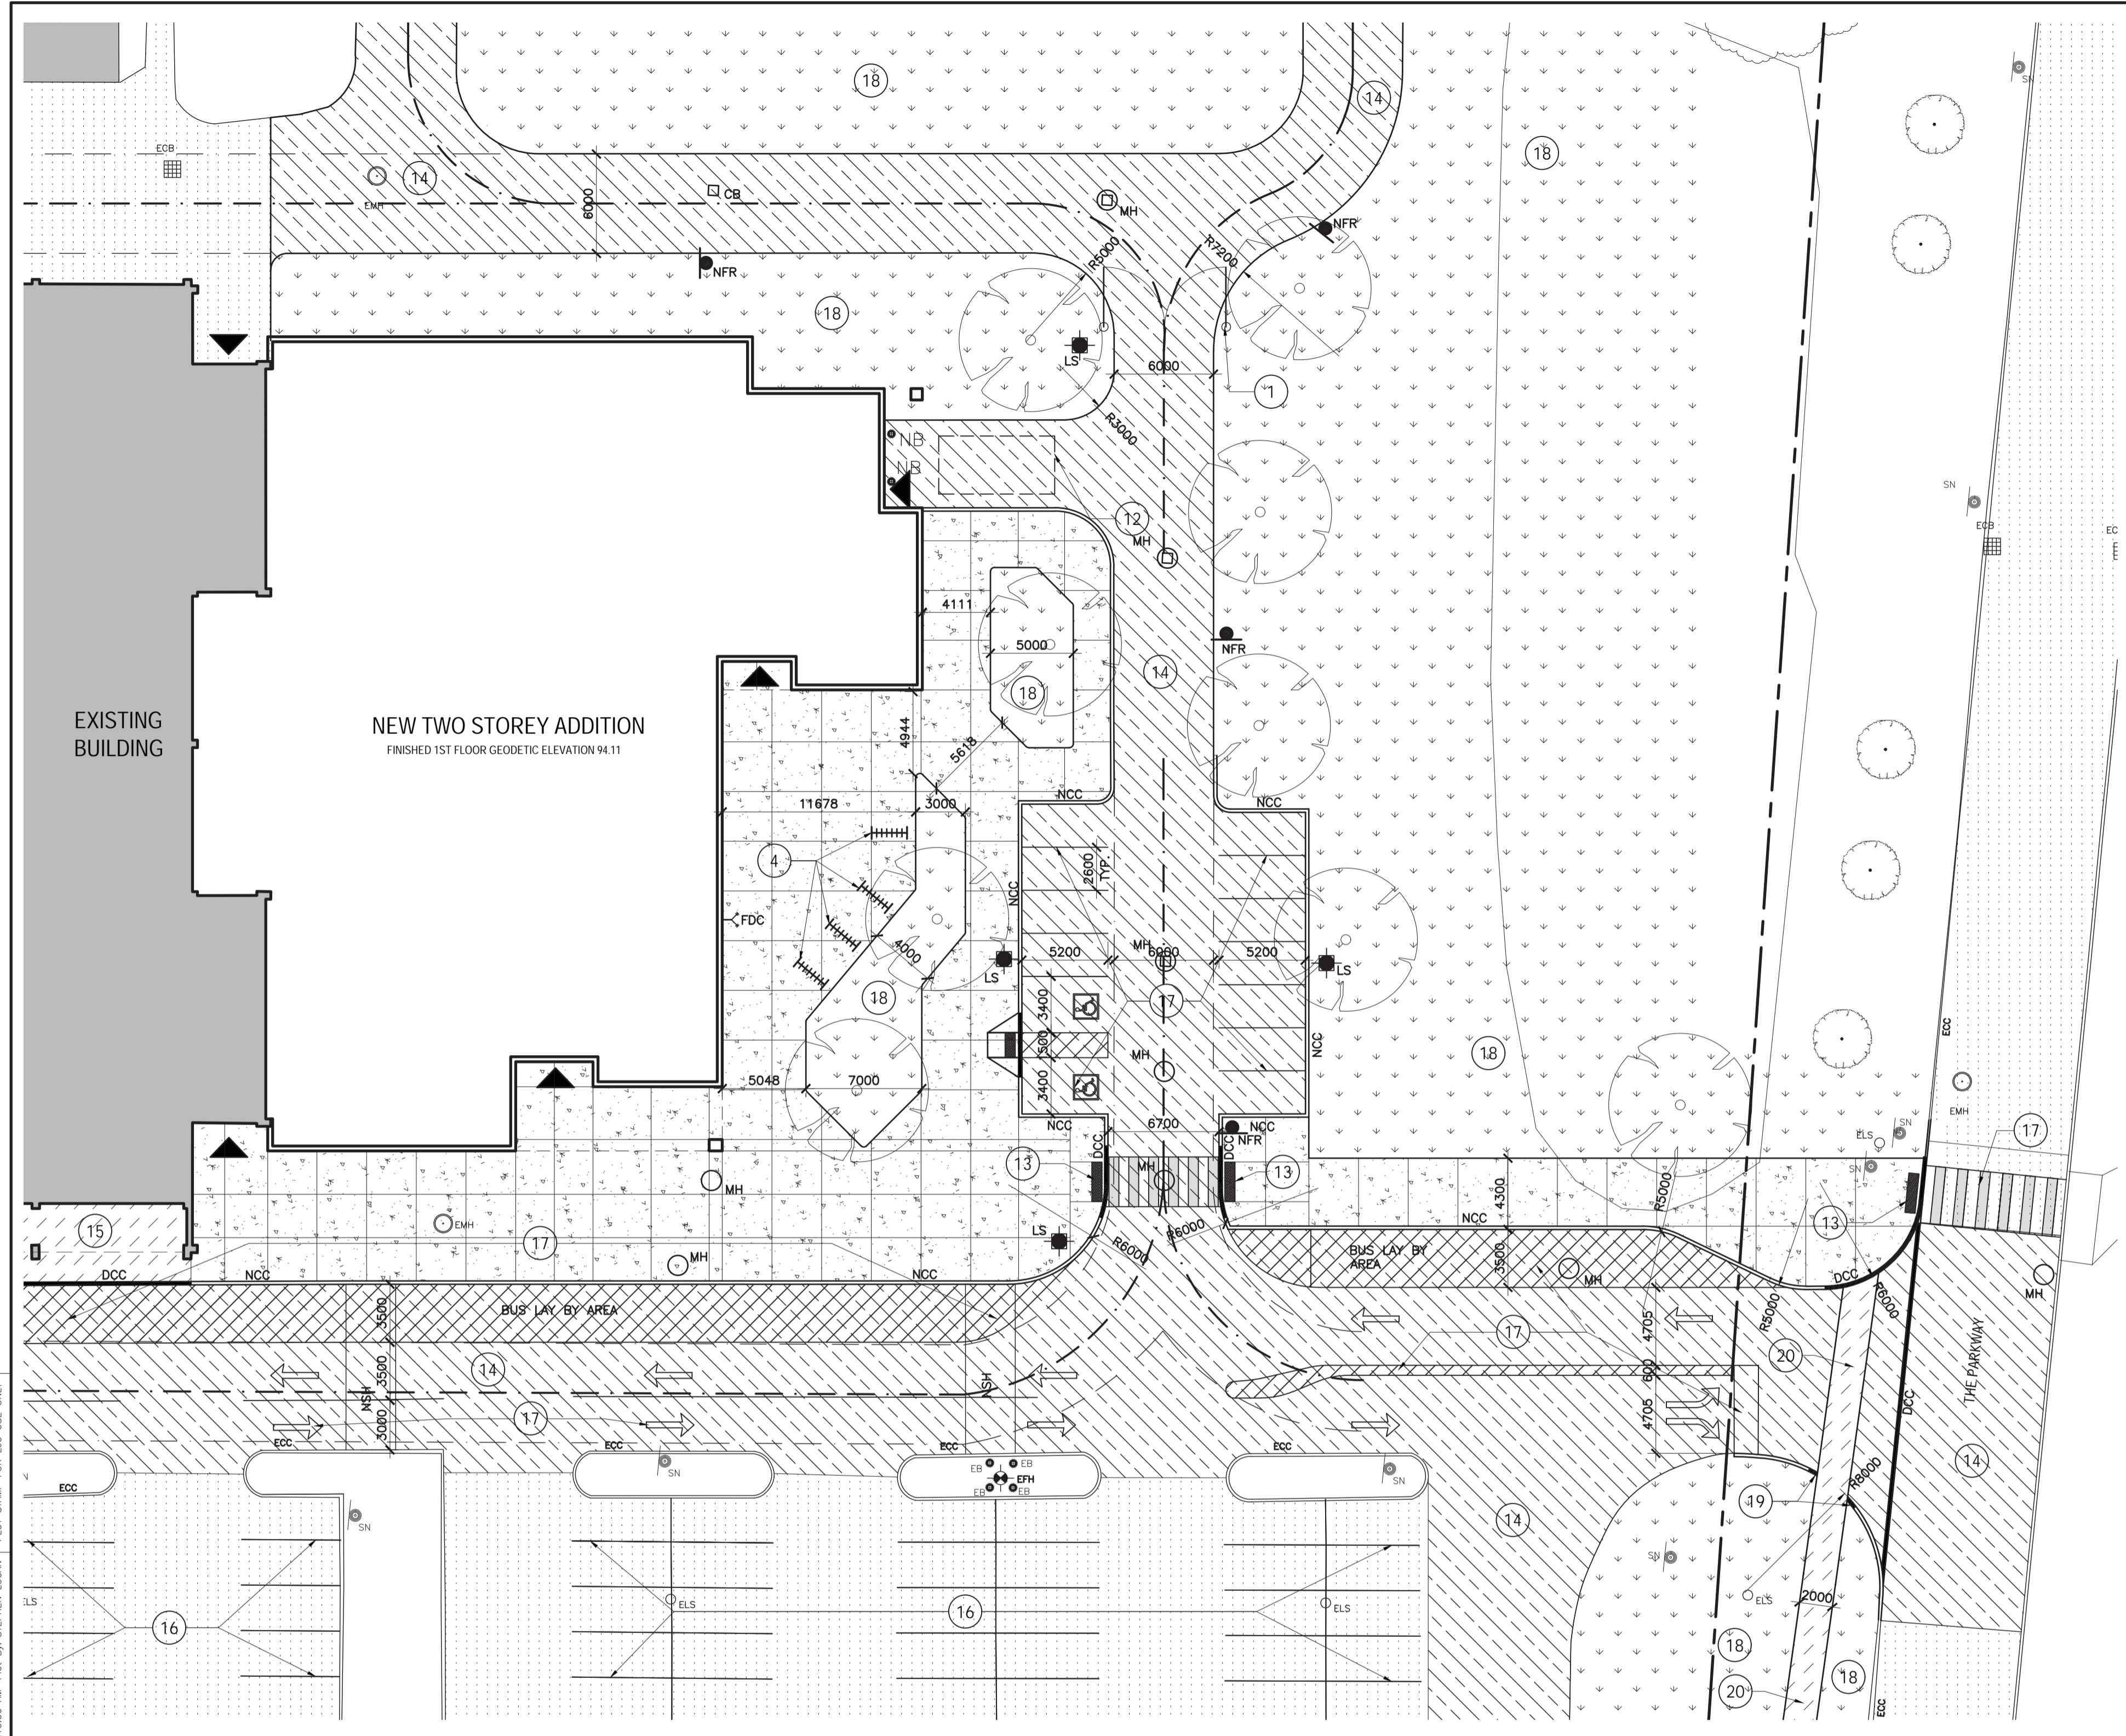 18
14
18
SN
ECB
14
EMH
CB
MH
NFR
6000
R5000
R7200
NFR
18
LS
6000
1
R3000
NB
NB
12
MH
SN
ECB
EC
4111
5000
18
NFR
14
EXISTING
BUILDING
NEW TWO STOREY ADDITION
FINISHED 1ST FLOOR GEODETIC ELEVATION 94.11
4944
5618
11678
3000
NCC
NCC
4
2600
TYP.
NCC
FDC
4000
5200
MH
6000
5200
LS
LS
18
17
3400
500
3400
MH
NCC
18
ECC
EMH
5048
7000
NCC
6700
NCC
NFR
DCC
DCC
13
MH
13
ELS
SN
SN
17
MH
R5000
4300
13
15
EMH
17
MH
LS
R6000
R6000
NCC
BUS LAY BY
AREA
3500
MH
DCC
R6000
MH
DCC
NCC
NCC
BUS LAY BY AREA
3500
R5000
4705
17
20
THE PARKWAY
14
3500
NSH
NSH
600
DCC
17
3000
4705
ECC
ECC
ECC
ECC
ECC
SN
EB
EB
EFH
EB
EB
SN
14
R8000
19
14
SN
SN
ELS
ELS
ELS
ELS
2000
16
16
18
18
20
ECC